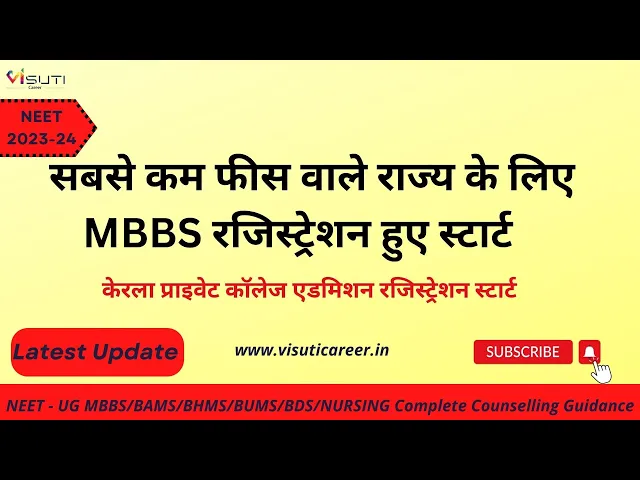 ViSUTI
Career
NEET
2023-24
सबसे कम फीस वाले राज्य के लिए
MBBS रजिस्ट्रेशन हुए स्टार्ट
केरला प्राइवेट कॉलेज एडमिशन रजिस्ट्रेशन स्टार्ट
Latest Update
www.visuticareer.in
SUBSCRIBE
NEET - UG MBBS/BAMS/BHMS/BUMS/BDS/NURSING Complete Counselling Guidance